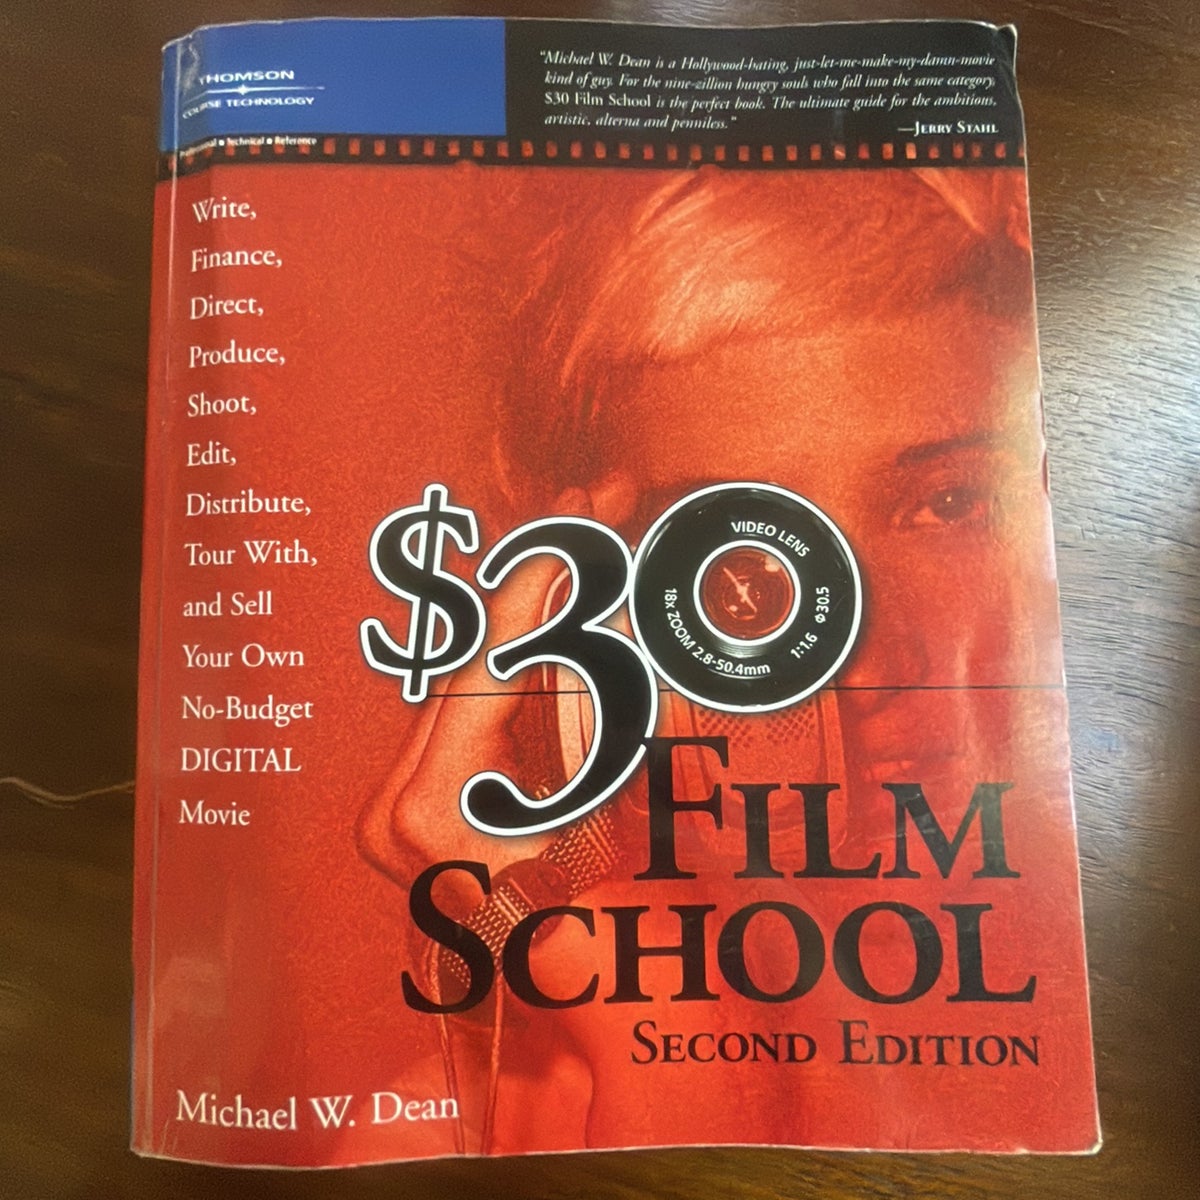 THOMSON
COURSE TECHNOLOGY
Professional ■ Technical ■ Reference
"Michael W. Dean is a Hollywood-hating, just-let-me-make-my-damn-movie
kind of guy. For the nine-zillion hungry souls who fall into the same category,
$30 Film School is the perfect book. The ultimate guide for the ambitious,
artistic, alterna and penniless."
—JERRY STAHL
Write,
Finance,
Direct,
Produce,
Shoot,
Edit,
Distribute,
Tour With,
and Sell
Your Own
No-Budget
DIGITAL
Movie
$30
VIDEO LENS
18x ZOOM 2.8-50.4mm 1:1.6 Φ30.5
FILM
SCHOOL
SECOND EDITION
Michael W. Dean